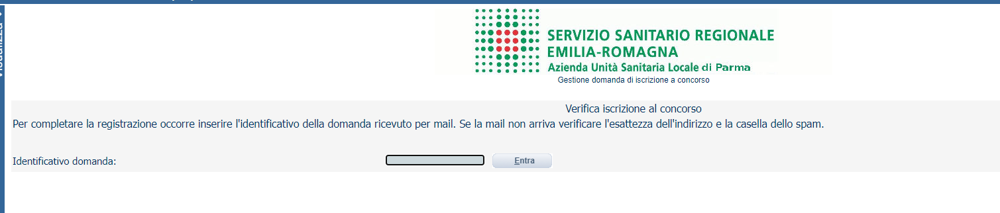 SERVIZIO SANITARIO REGIONALE
EMILIA-ROMAGNA
Azienda Unità Sanitaria Locale di Parma
Gestione domanda di iscrizione a concorso
Verifica iscrizione al concorso
Per completare la registrazione occorre inserire l'identificativo della domanda ricevuto per mail. Se la mail non arriva verificare l'esattezza dell'indirizzo e la casella dello spam.
Identificativo domanda:
Entra